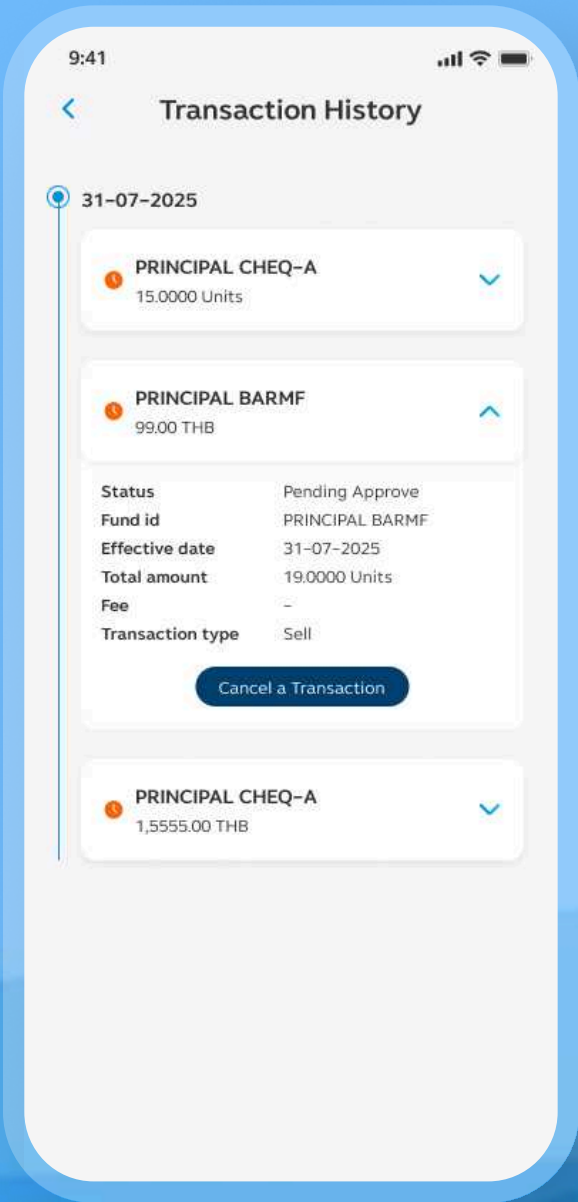 9:41
Transaction History
31-07-2025
PRINCIPAL CHEQ-A
15.0000 Units
PRINCIPAL BARMF
99.00 THB
Status Pending Approve
Fund id PRINCIPAL BARMF
Effective date 31-07-2025
Total amount 19.0000 Units
Fee -
Transaction type Sell
Cancel a Transaction
PRINCIPAL CHEQ-A
1,5555.00 THB